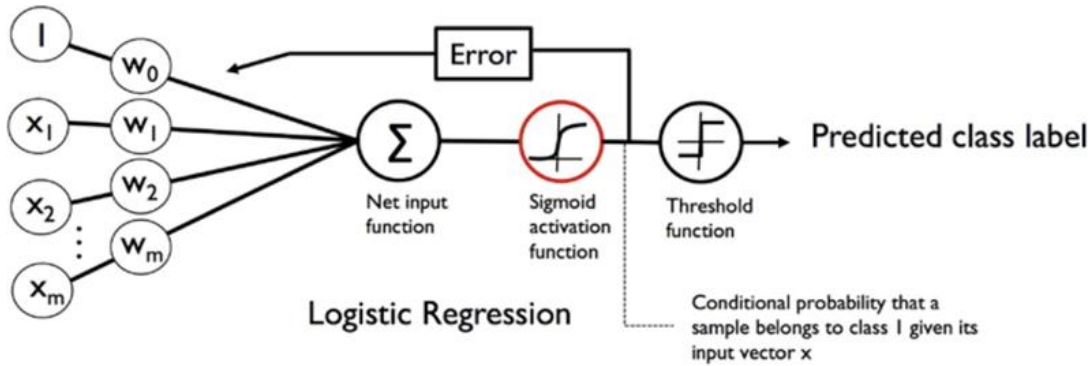 1
w₀
x₁
w₁
x₂
w₂
⋮
xₘ
wₘ
Error
Σ
Net input
function
Sigmoid
activation
function
Threshold
function
Predicted class label
Logistic Regression
Conditional probability that a
sample belongs to class 1 given its
input vector x